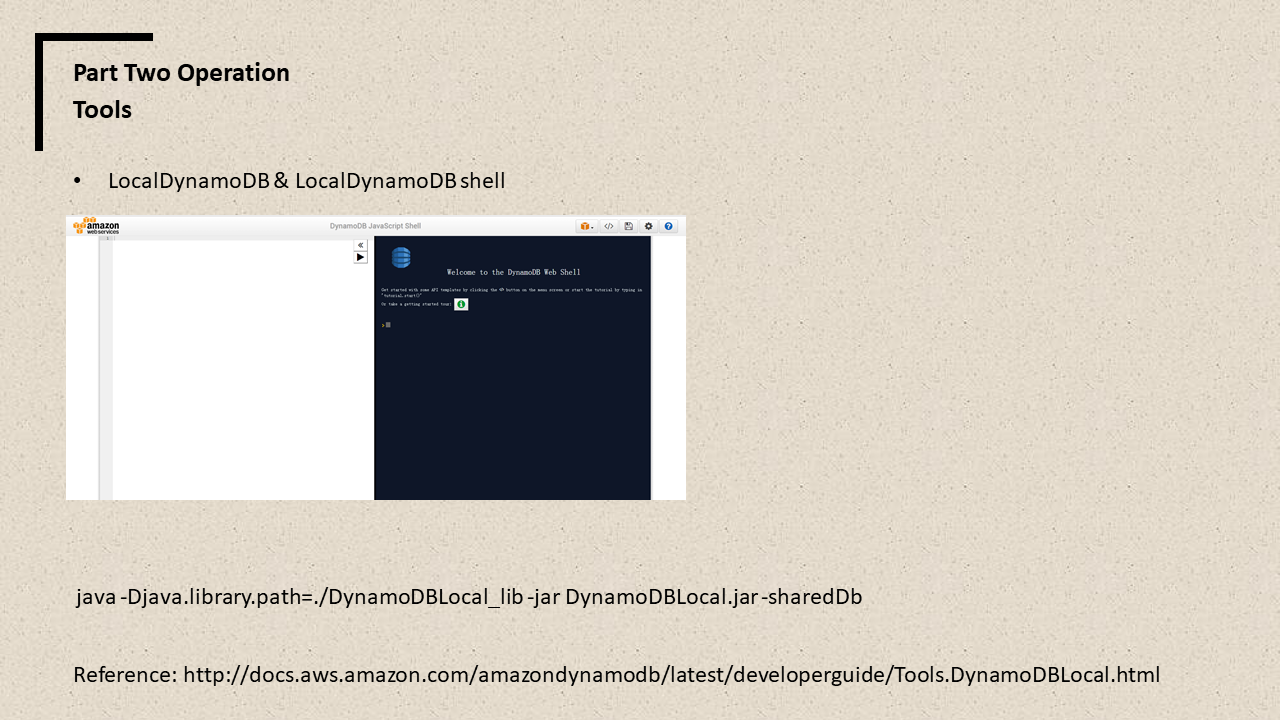 Part Two Operation
Tools
• LocalDynamoDB & LocalDynamoDB shell
amazon
webservices
DynamoDB JavaScript Shell
</>
1
«
Welcome to the DynamoDB Web Shell
Get started with some API templates by clicking the </> button on the menu screen or start the tutorial by typing in
"tutorial.start()"
Or take a getting started tour!
>
java -Djava.library.path=./DynamoDBLocal_lib -jar DynamoDBLocal.jar -sharedDb
Reference: http://docs.aws.amazon.com/amazondynamodb/latest/developerguide/Tools.DynamoDBLocal.html